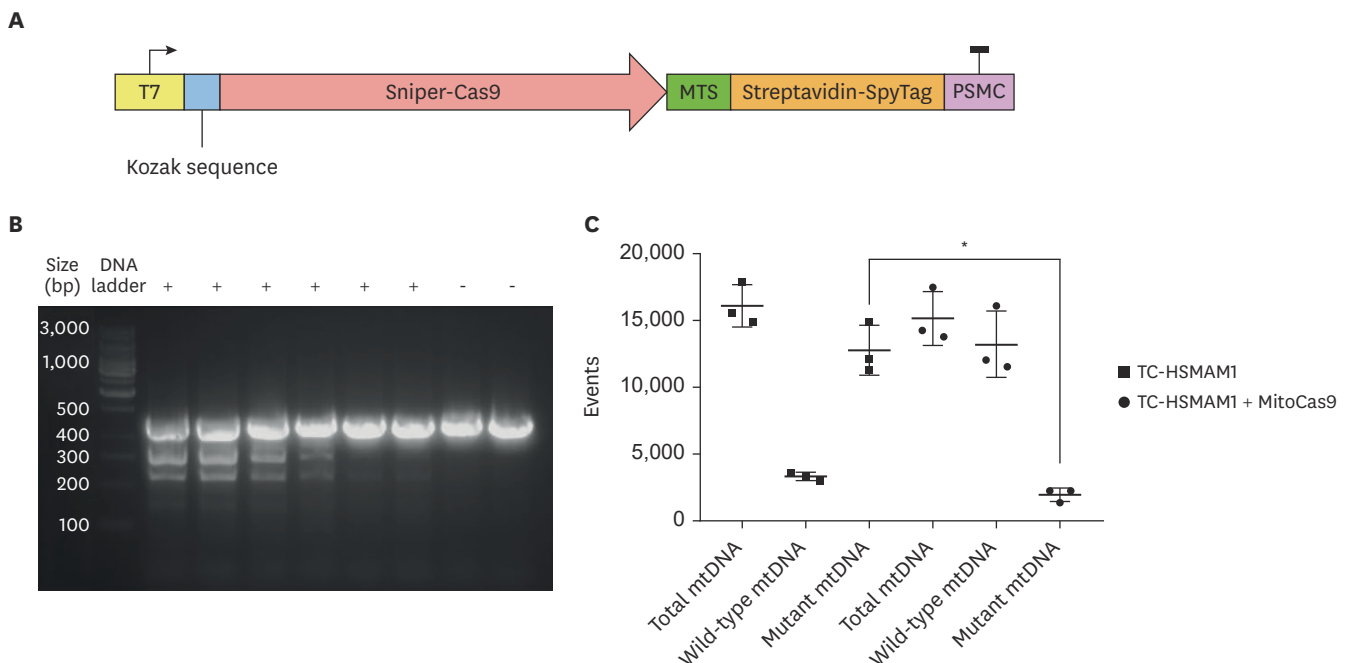 A
T7
Sniper-Cas9
MTS
Streptavidin-SpyTag
PSMC
Kozak sequence
B
Size
(bp)
DNA
ladder
+ + + + + + - -
3,000
1,000
500
400
300
200
100
C
*
20,000
15,000
10,000
5,000
0
Events
Total mtDNA
Wild-type mtDNA
Mutant mtDNA
Total mtDNA
Wild-type mtDNA
Mutant mtDNA
TC-HSMAM1
TC-HSMAM1 + MitoCas9